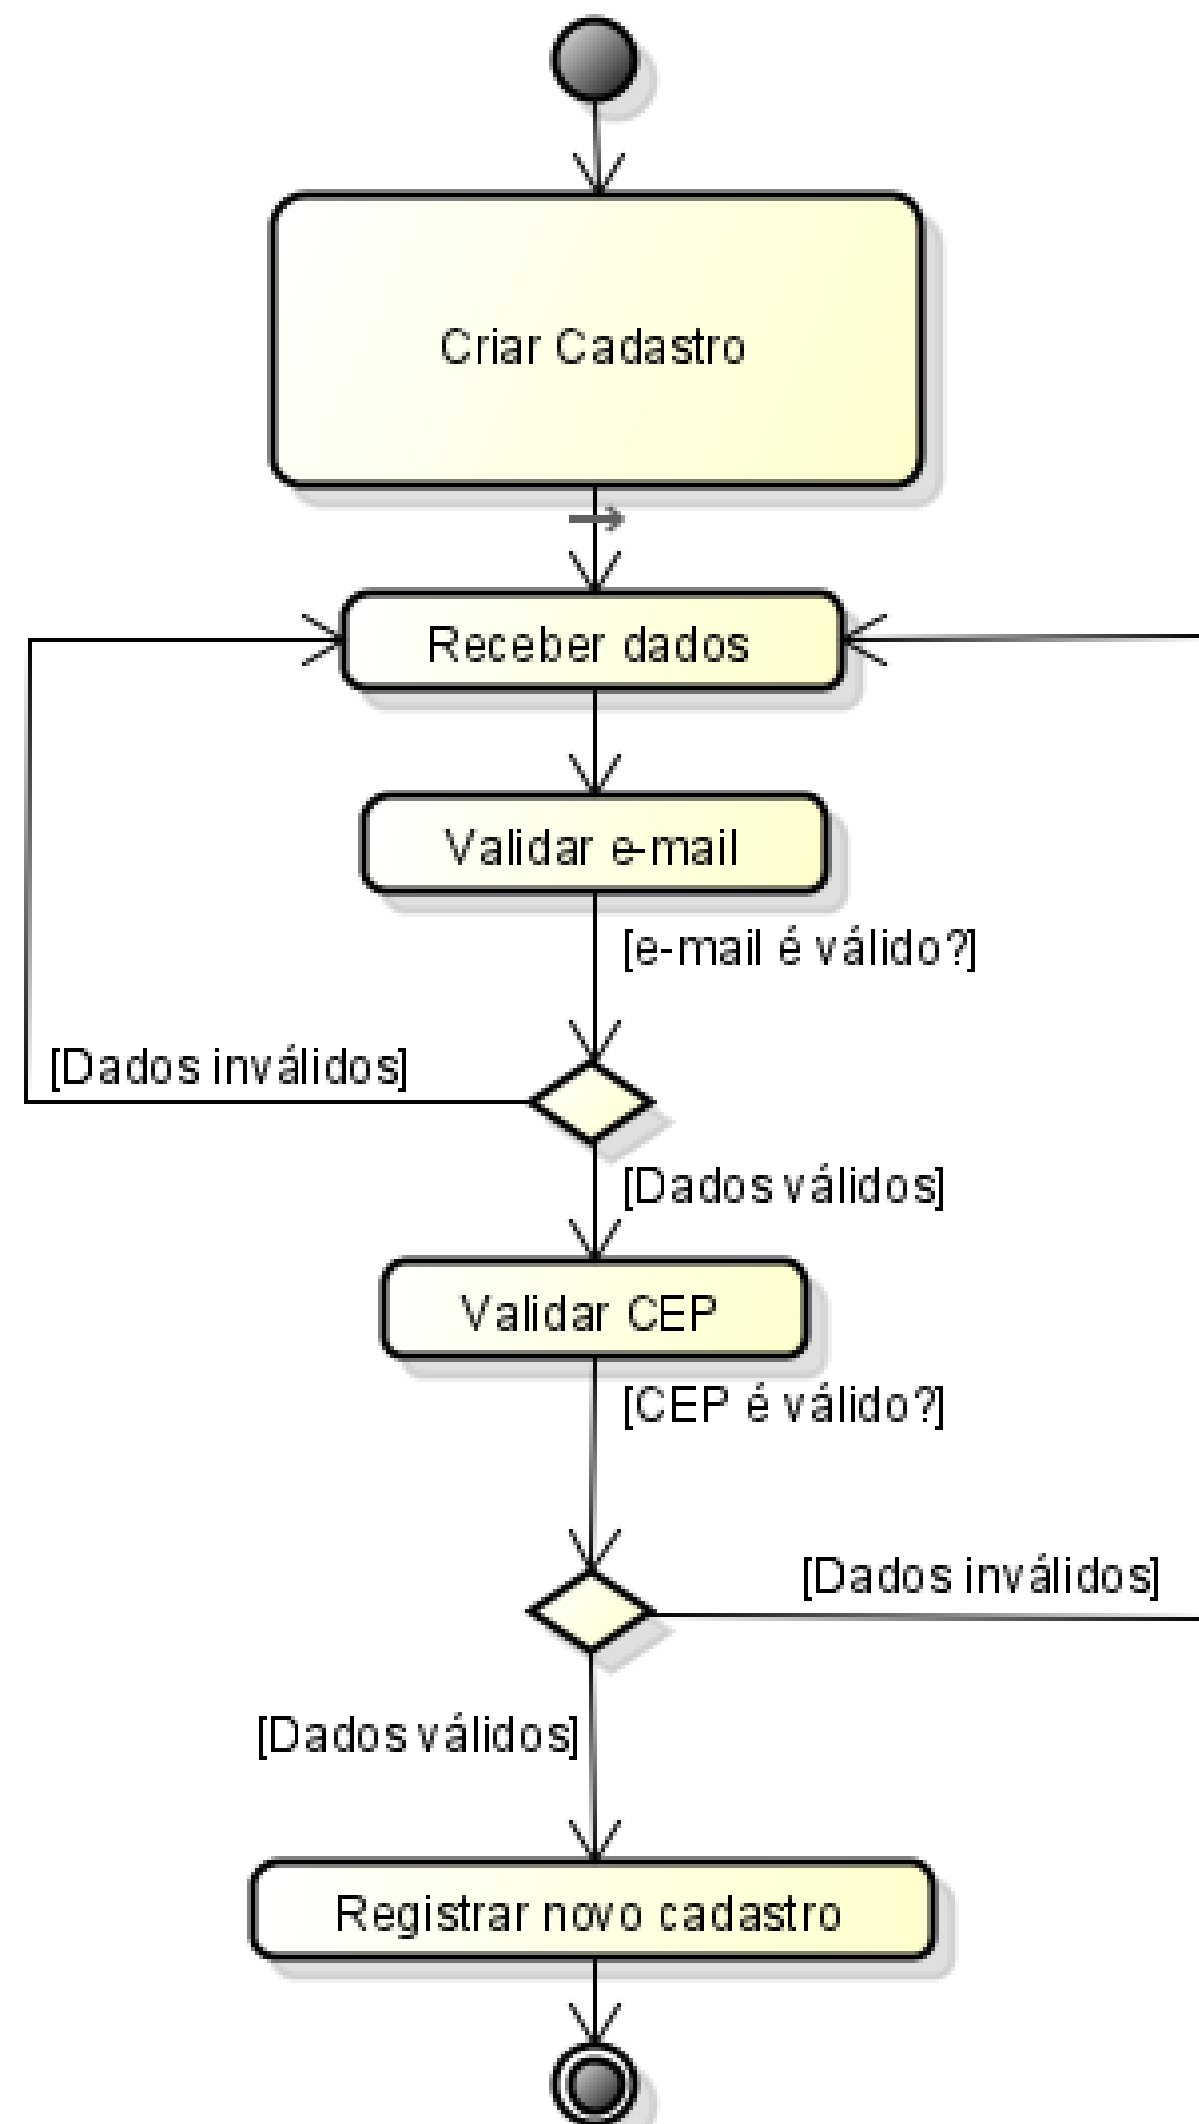 Criar Cadastro
Receber dados
Validar e-mail
[e-mail é válido?]
[Dados inválidos]
[Dados válidos]
Validar CEP
[CEP é válido?]
[Dados inválidos]
[Dados válidos]
Registrar novo cadastro